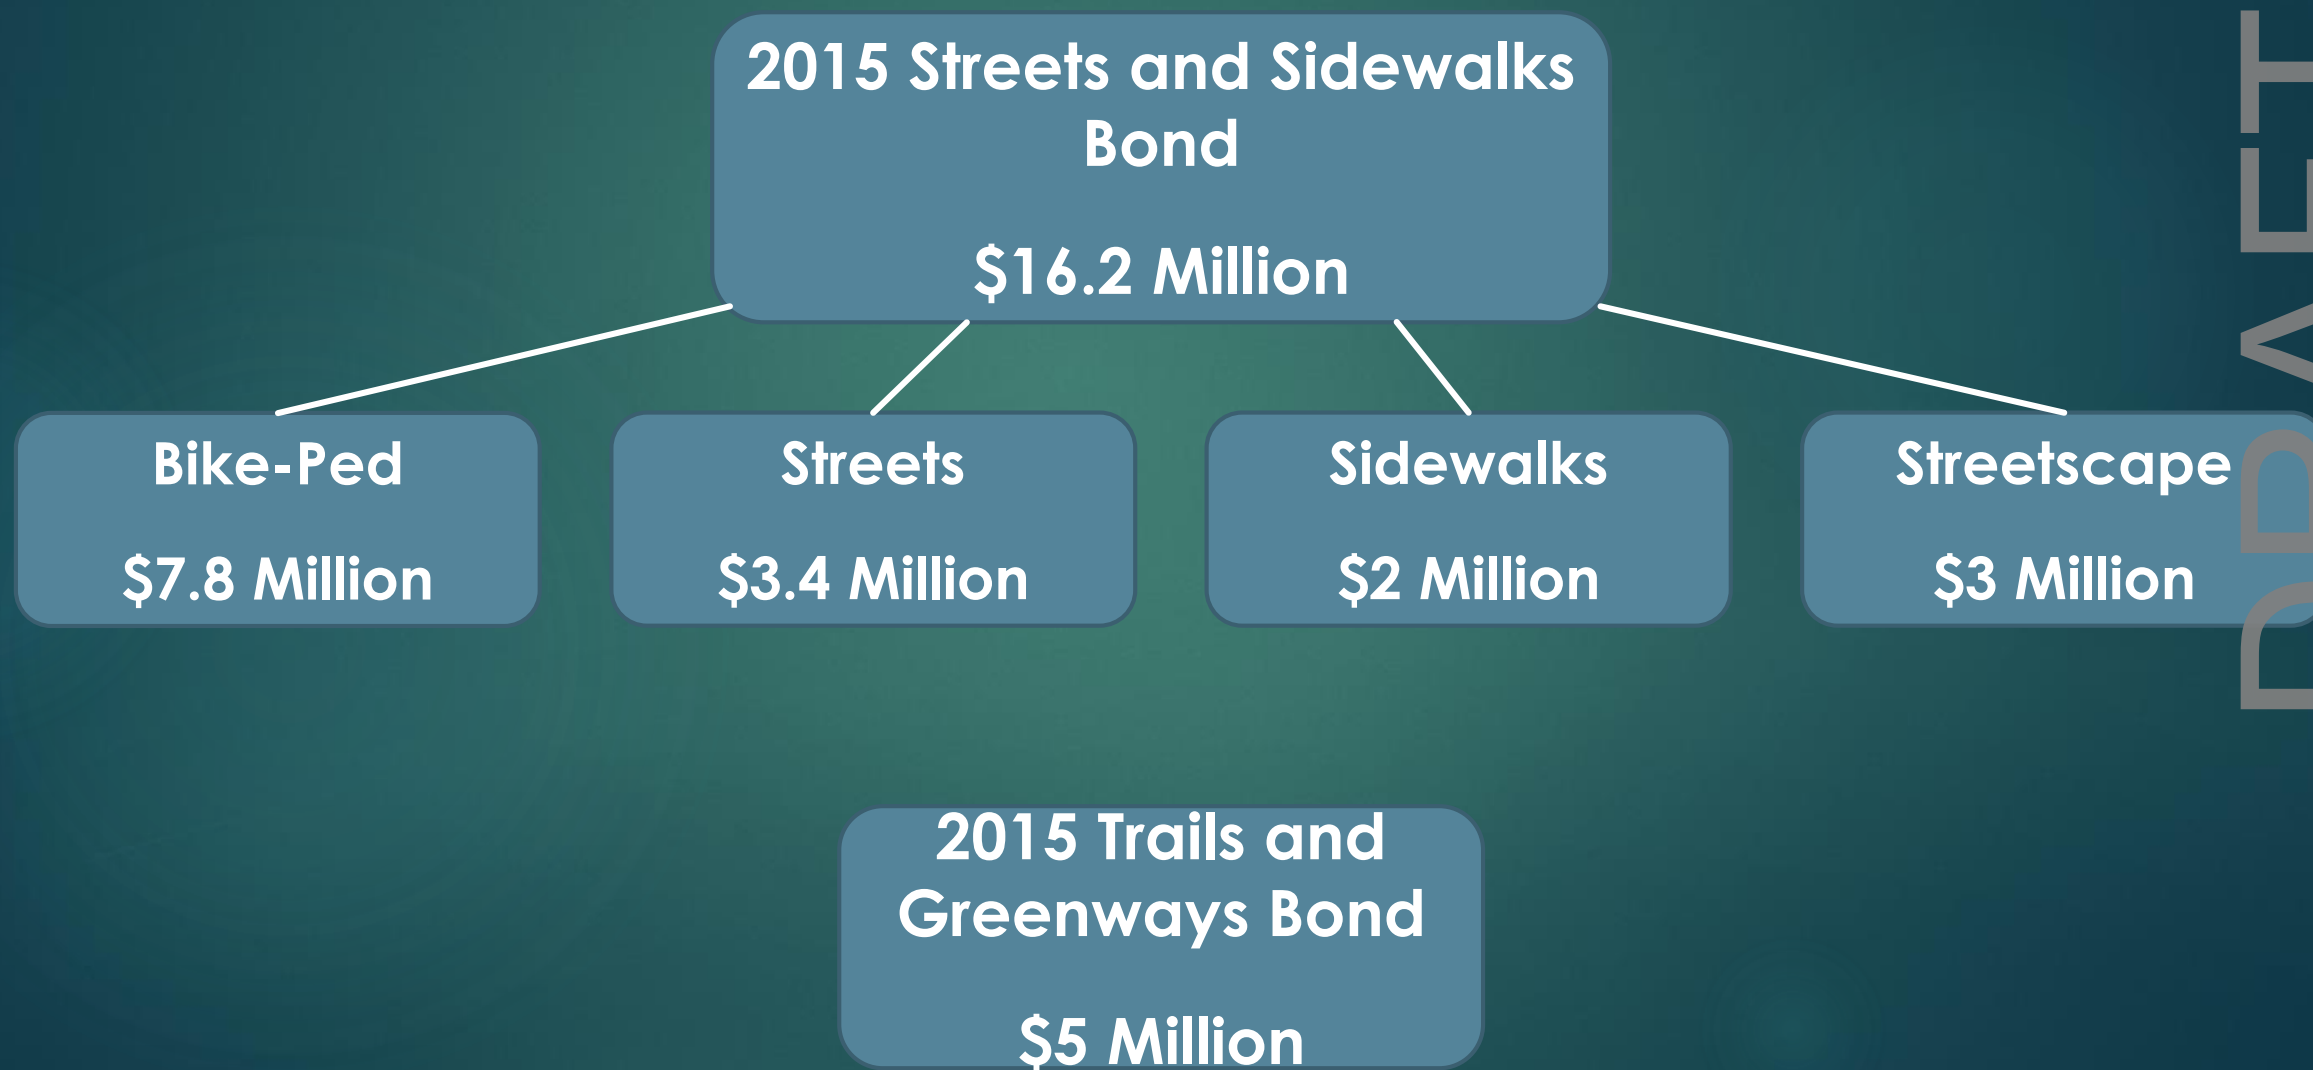 2015 Streets and Sidewalks
Bond
$16.2 Million
Bike-Ped
$7.8 Million
Streets
$3.4 Million
Sidewalks
$2 Million
Streetscape
$3 Million
2015 Trails and
Greenways Bond
$5 Million
DRAFT